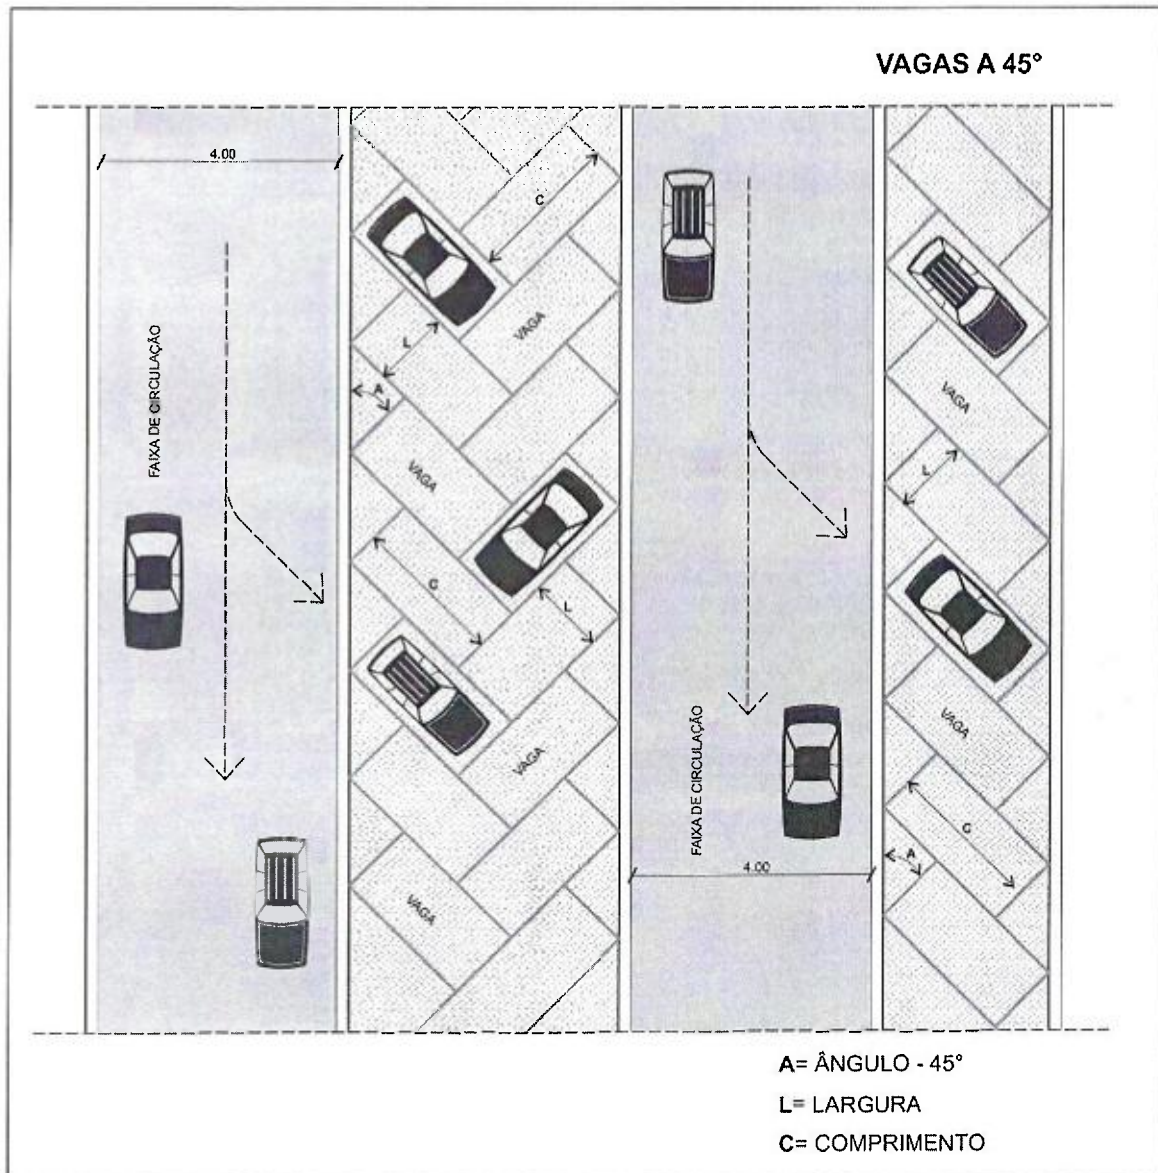 VAGAS A 45°
4.00
C
VAGA
L
A
FAIXA DE CIRCULAÇÃO
VAGA
VAGA
L
C
L
FAIXA DE CIRCULAÇÃO
VAGA
VAGA
C
A
4.00
VAGA
A= ÂNGULO - 45°
L= LARGURA
C= COMPRIMENTO